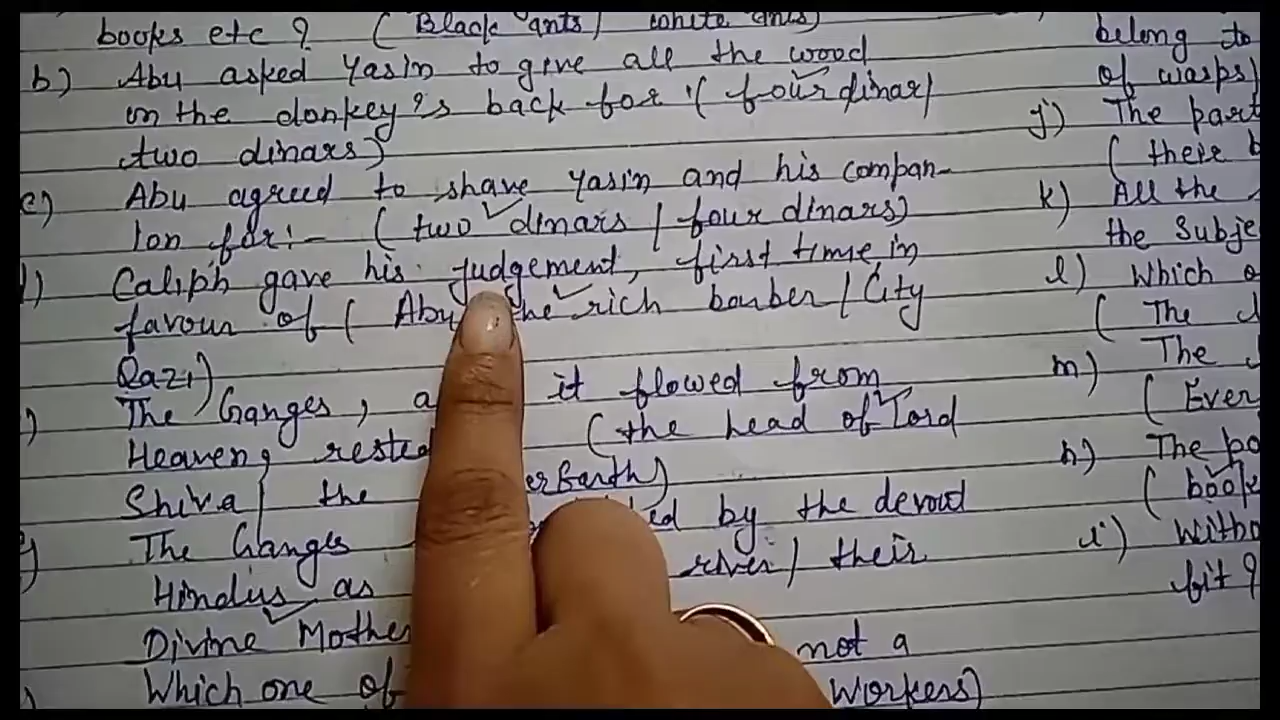 books etc ? ( Black ants / white ants)
b) Abu asked Yasin to give all the wood
on the donkey's back for ( four dinar /
two dinars)
c) Abu agreed to shave Yasin and his compan-
ion for:- ( two dinars / four dinars)
d) Caliph gave his judgement, first time in
favour of ( Abu the rich barber / City
Qazi)
The Ganges, it flowed from
Heaven, rested ( the head of Lord
Shiva / the Earth)
The Ganges by the devout
Hindus as river / their
Divine Mother
not a
Which one of workers)
belong to
of wasps)
j) The part
( there b
k) All the
the Subje
l) Which o
( The
m) The
( Ever
n) The po
( book
Witho
bit ?